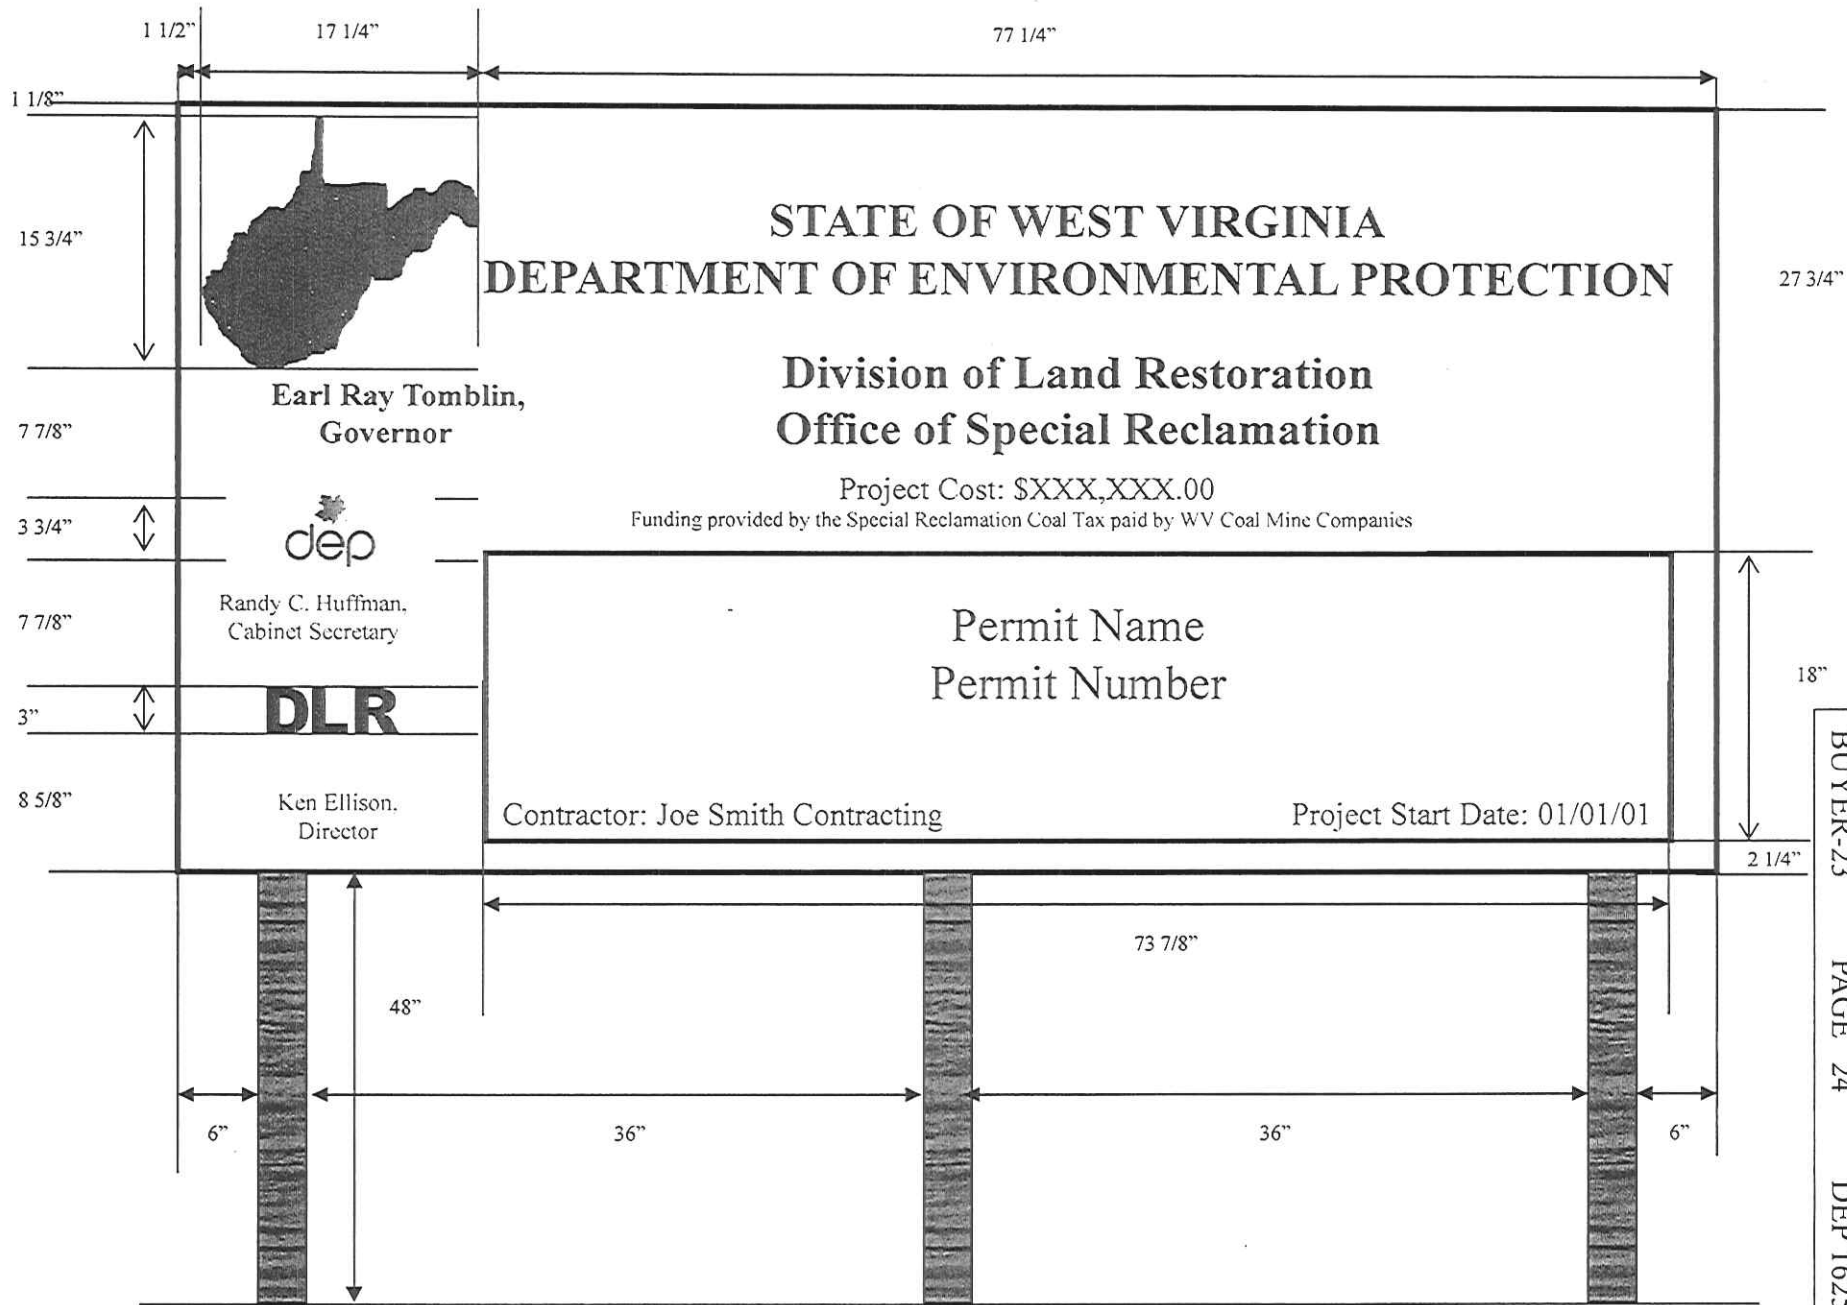 1 1/2”
17 1/4”
77 1/4”
1 1/8”
15 3/4”
STATE OF WEST VIRGINIA
DEPARTMENT OF ENVIRONMENTAL PROTECTION
27 3/4”
Division of Land Restoration
Office of Special Reclamation
Earl Ray Tomblin,
Governor
7 7/8”
Project Cost: $XXX,XXX.00
Funding provided by the Special Reclamation Coal Tax paid by WV Coal Mine Companies
3 3/4”
dep
Randy C. Huffman,
Cabinet Secretary
7 7/8”
Permit Name
Permit Number
18”
3”
DLR
8 5/8”
Ken Ellison,
Director
Contractor: Joe Smith Contracting
Project Start Date: 01/01/01
2 1/4”
73 7/8”
48”
6”
36”
36”
6”
BUYER-23 PAGE 24